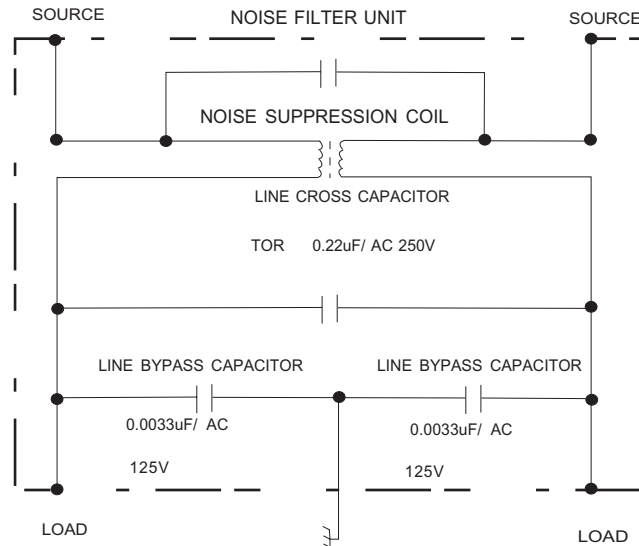 NOISE FILTER UNIT
SOURCE
SOURCE
NOISE SUPPRESSION COIL
LINE CROSS CAPACITOR
TOR 0.22uF/ AC 250V
LINE BYPASS CAPACITOR
LINE BYPASS CAPACITOR
0.0033uF/ AC
0.0033uF/ AC
125V
125V
LOAD
LOAD